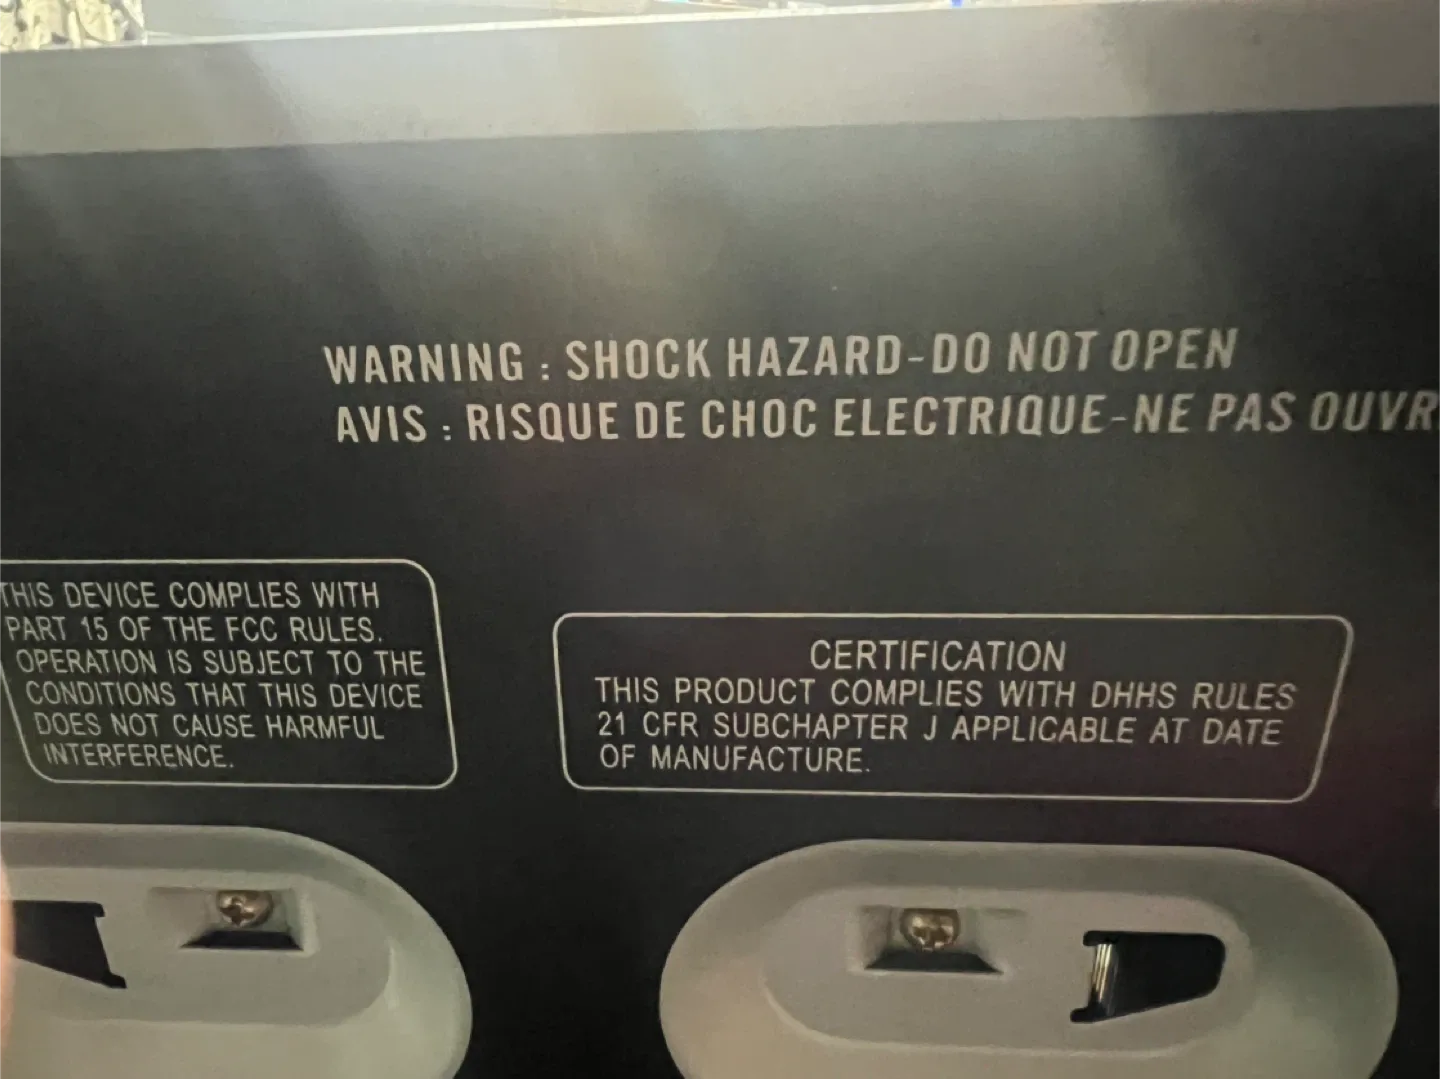 WARNING : SHOCK HAZARD-DO NOT OPEN
AVIS : RISQUE DE CHOC ELECTRIQUE-NE PAS OUVR
THIS DEVICE COMPLIES WITH
PART 15 OF THE FCC RULES.
OPERATION IS SUBJECT TO THE
CONDITIONS THAT THIS DEVICE
DOES NOT CAUSE HARMFUL
INTERFERENCE.
CERTIFICATION
THIS PRODUCT COMPLIES WITH DHHS RULES
21 CFR SUBCHAPTER J APPLICABLE AT DATE
OF MANUFACTURE.